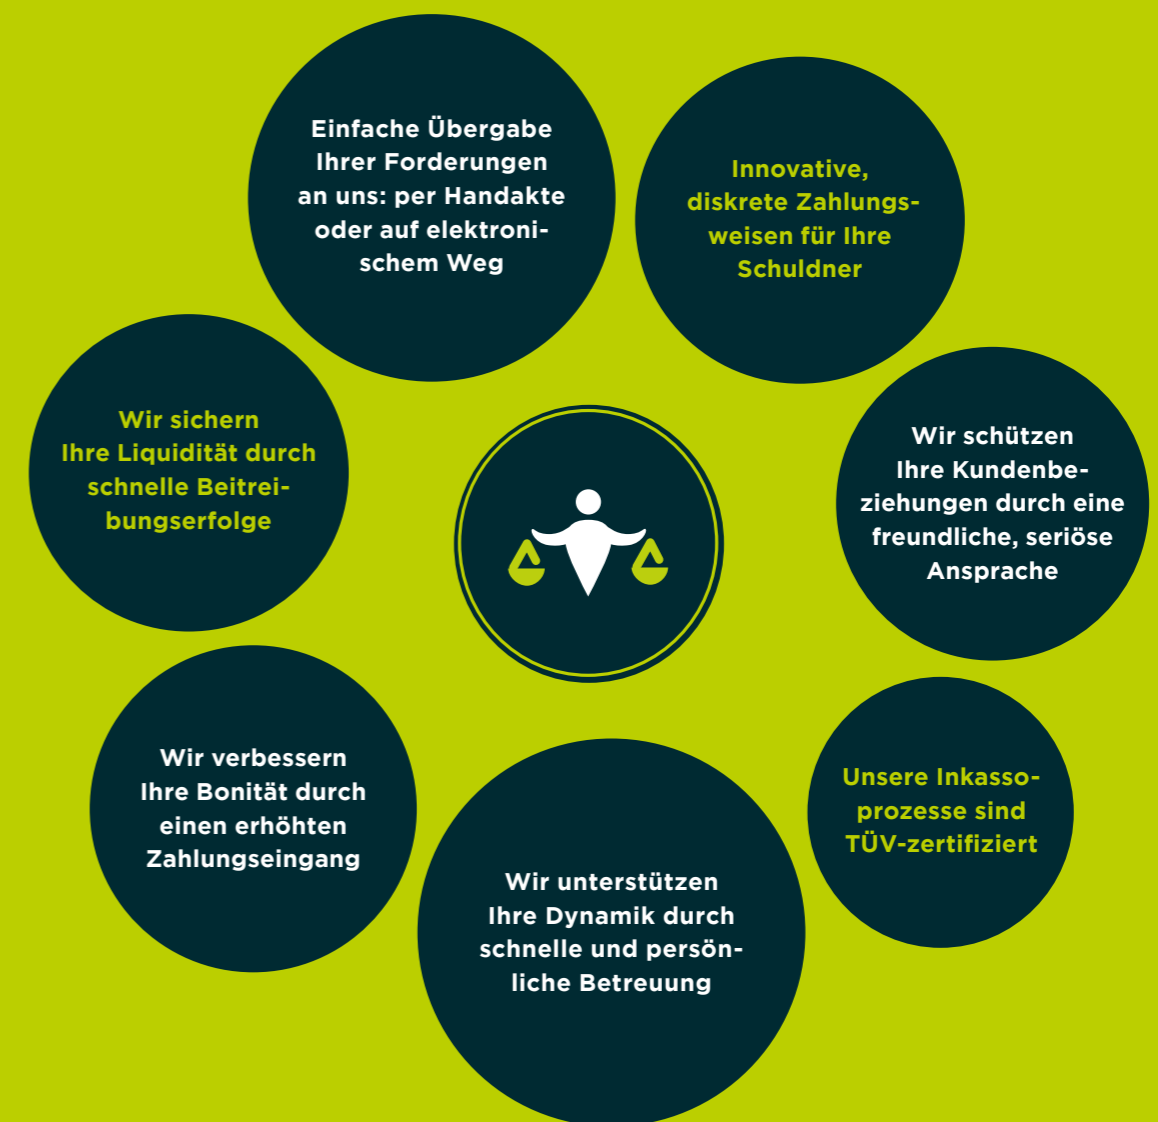 Einfache Übergabe
Ihrer Forderungen
an uns: per Handakte
oder auf elektroni-
schem Weg
Innovative,
diskrete Zahlungs-
weisen für Ihre
Schuldner
Wir sichern
Ihre Liquidität durch
schnelle Beitrei-
bungserfolge
Wir schützen
Ihre Kundenbe-
ziehungen durch eine
freundliche, seriöse
Ansprache
Wir verbessern
Ihre Bonität durch
einen erhöhten
Zahlungseingang
Unsere Inkasso-
prozesse sind
TÜV-zertifiziert
Wir unterstützen
Ihre Dynamik durch
schnelle und persön-
liche Betreuung